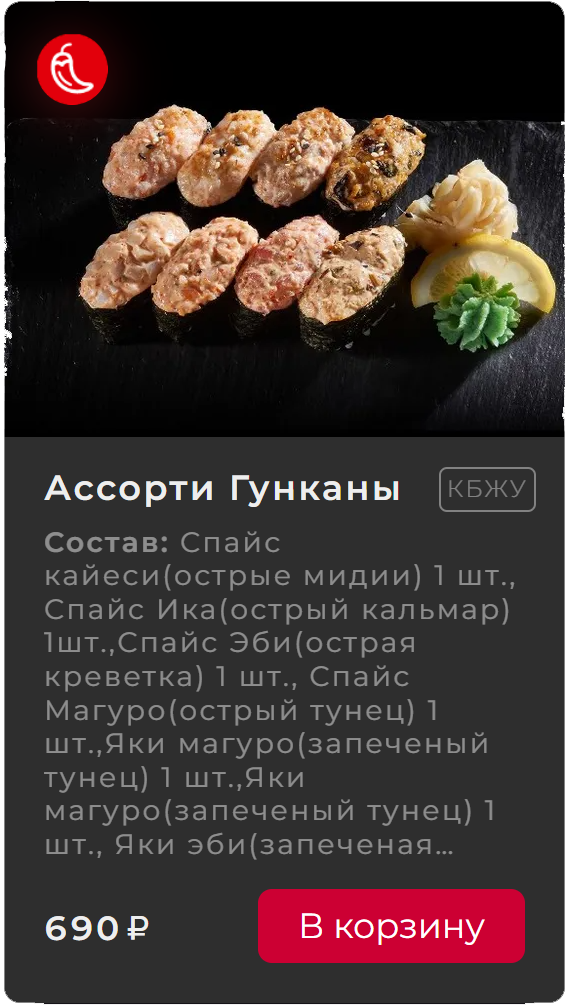 Ассорти Гунканы
КБЖУ
Состав: Спайс
кайеси(острые мидии) 1 шт.,
Спайс Ика(острый кальмар)
1шт.,Спайс Эби(острая
креветка) 1 шт., Спайс
Магуро(острый тунец) 1
шт.,Яки магуро(запеченый
тунец) 1 шт.,Яки
магуро(запеченый тунец) 1
шт., Яки эби(запеченая…
690 ₽
В корзину